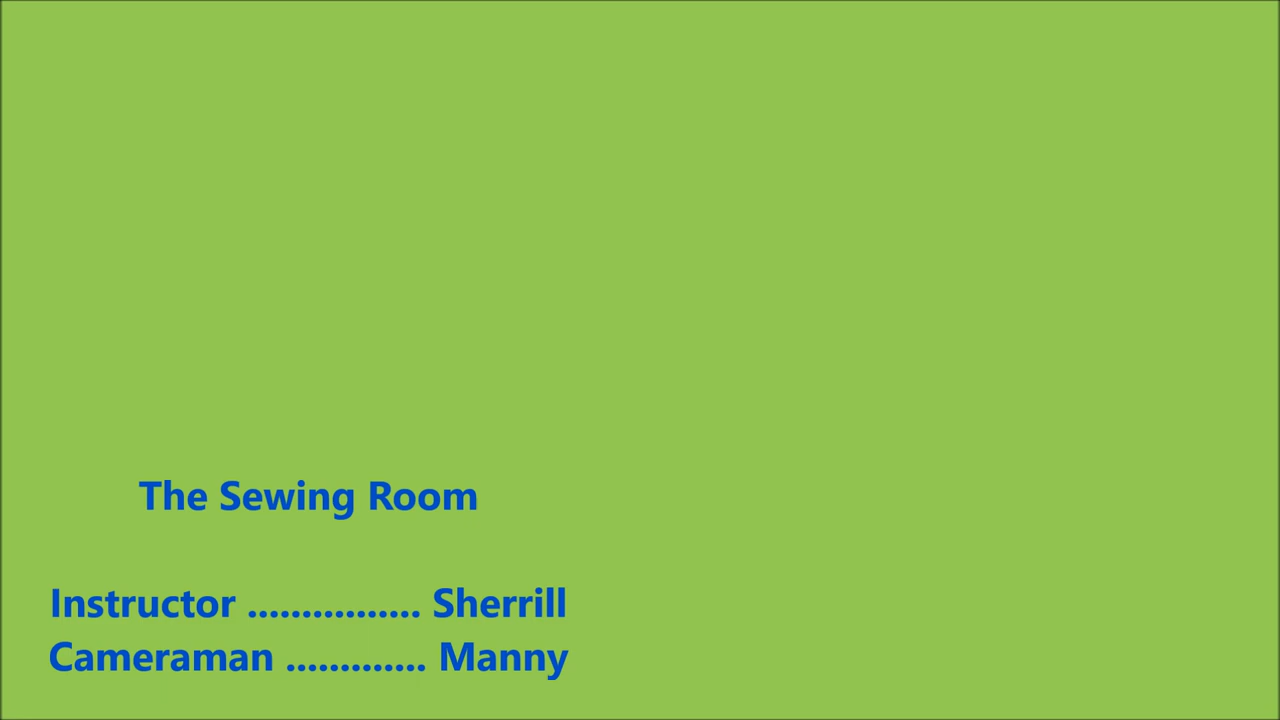 The Sewing Room
Instructor ................ Sherrill
Cameraman ............. Manny